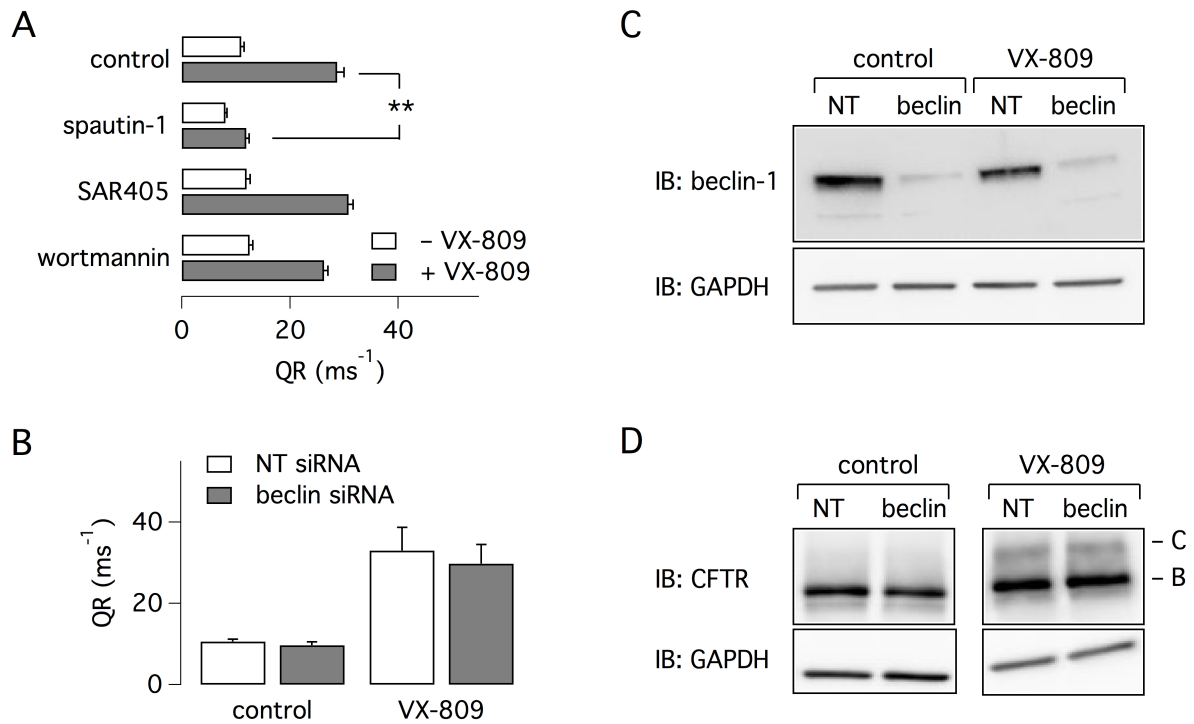 A
control
spautin-1
**
SAR405
wortmannin
– VX-809
+ VX-809
0 20 40
QR (ms⁻¹)
B
NT siRNA
beclin siRNA
QR (ms⁻¹)
40
20
0
control VX-809
C
control VX-809
NT beclin NT beclin
IB: beclin-1
IB: GAPDH
D
control VX-809
NT beclin NT beclin
– C
– B
IB: CFTR
IB: GAPDH